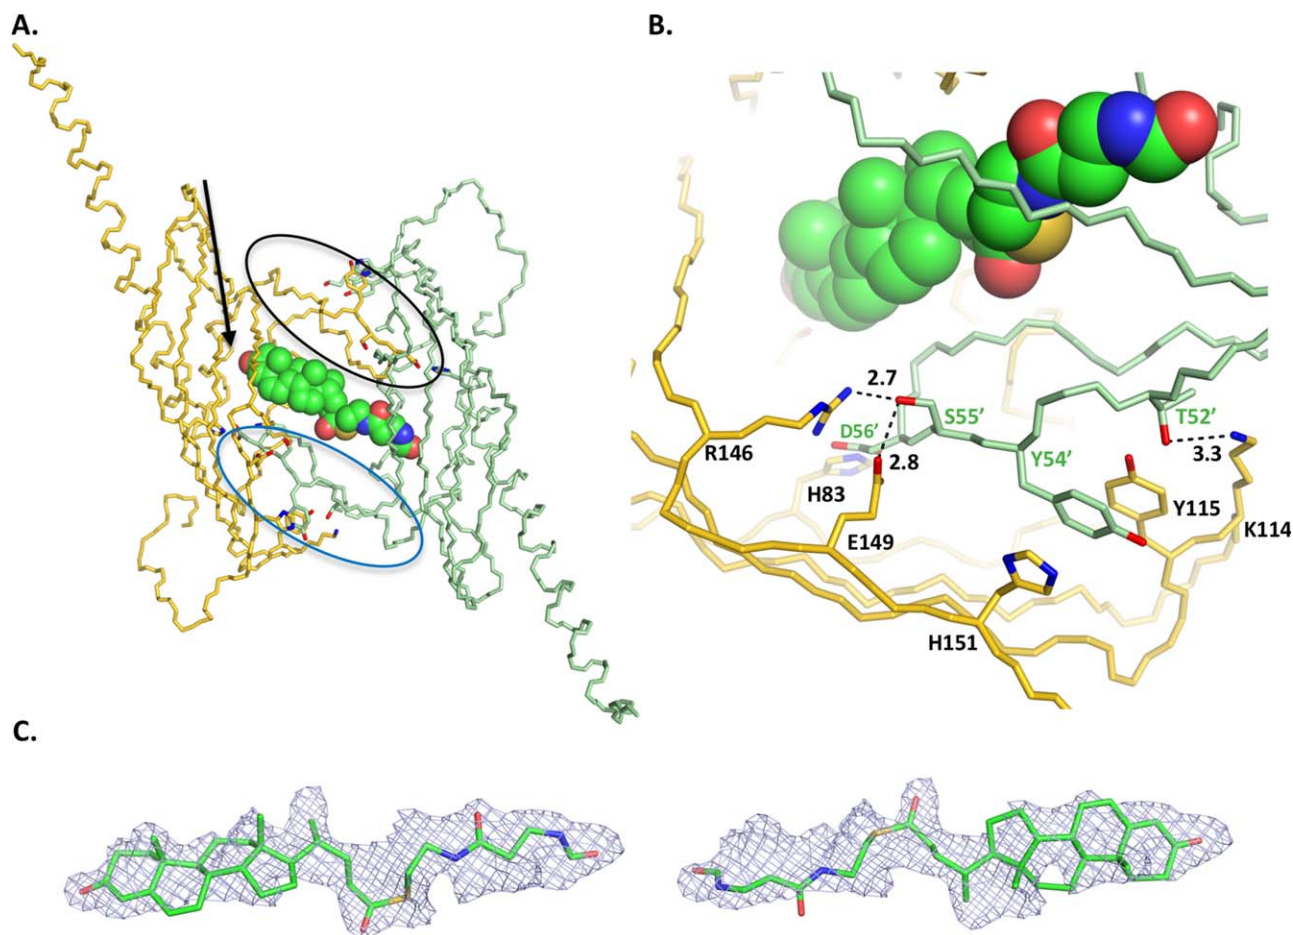 A.
B.
2.7
D56’
S55’
T52’
R146
2.8
Y54’
3.3
H83
Y115
K114
E149
H151
C.